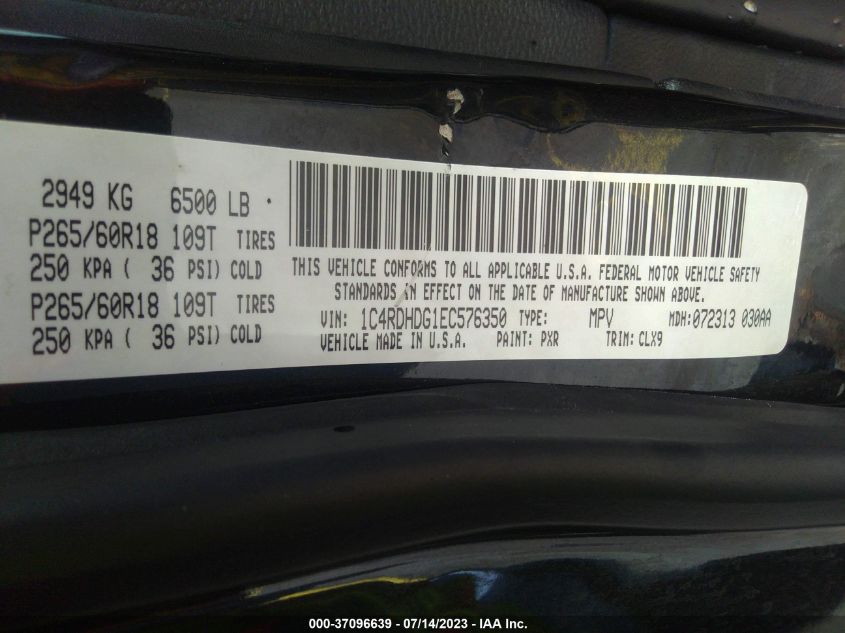 2949 KG 6500 LB
P265/60R18 109T TIRES
250 KPA ( 36 PSI) COLD
P265/60R18 109T TIRES
250 KPA ( 36 PSI) COLD
THIS VEHICLE CONFORMS TO ALL APPLICABLE U.S.A. FEDERAL MOTOR VEHICLE SAFETY
STANDARDS IN EFFECT ON THE DATE OF MANUFACTURE SHOWN ABOVE.
VIN: 1C4RDHDG1EC576350 TYPE: MPV MDH:072313 030AA
VEHICLE MADE IN U.S.A. PAINT: PXR TRIM: CLX9
000-37096639 - 07/14/2023 - IAA Inc.